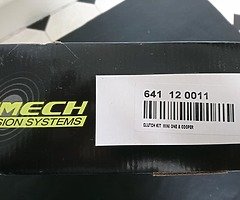 MECH
SION SYSTEMS
641 12 0011
CLUTCH KIT MINI ONE & COOPER